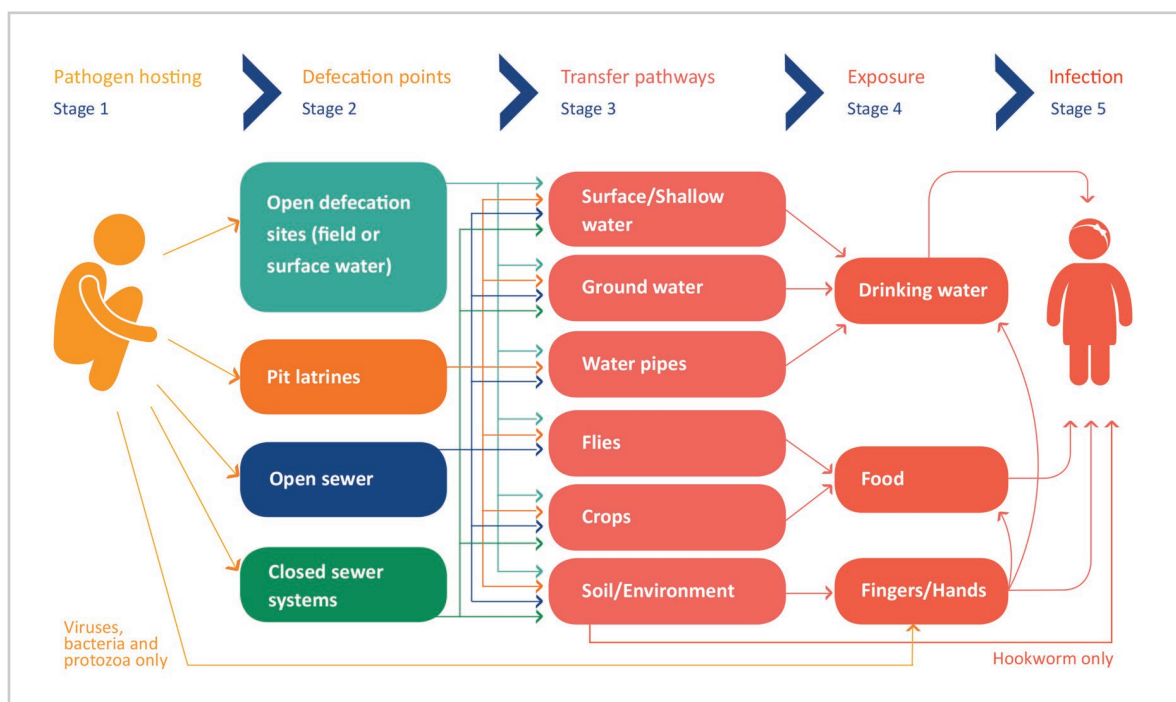 Pathogen hosting
Stage 1
Defecation points
Stage 2
Transfer pathways
Stage 3
Exposure
Stage 4
Infection
Stage 5
Open defecation
sites (field or
surface water)
Pit latrines
Open sewer
Closed sewer
systems
Surface/Shallow
water
Ground water
Water pipes
Flies
Crops
Soil/Environment
Drinking water
Food
Fingers/Hands
Viruses,
bacteria and
protozoa only
Hookworm only